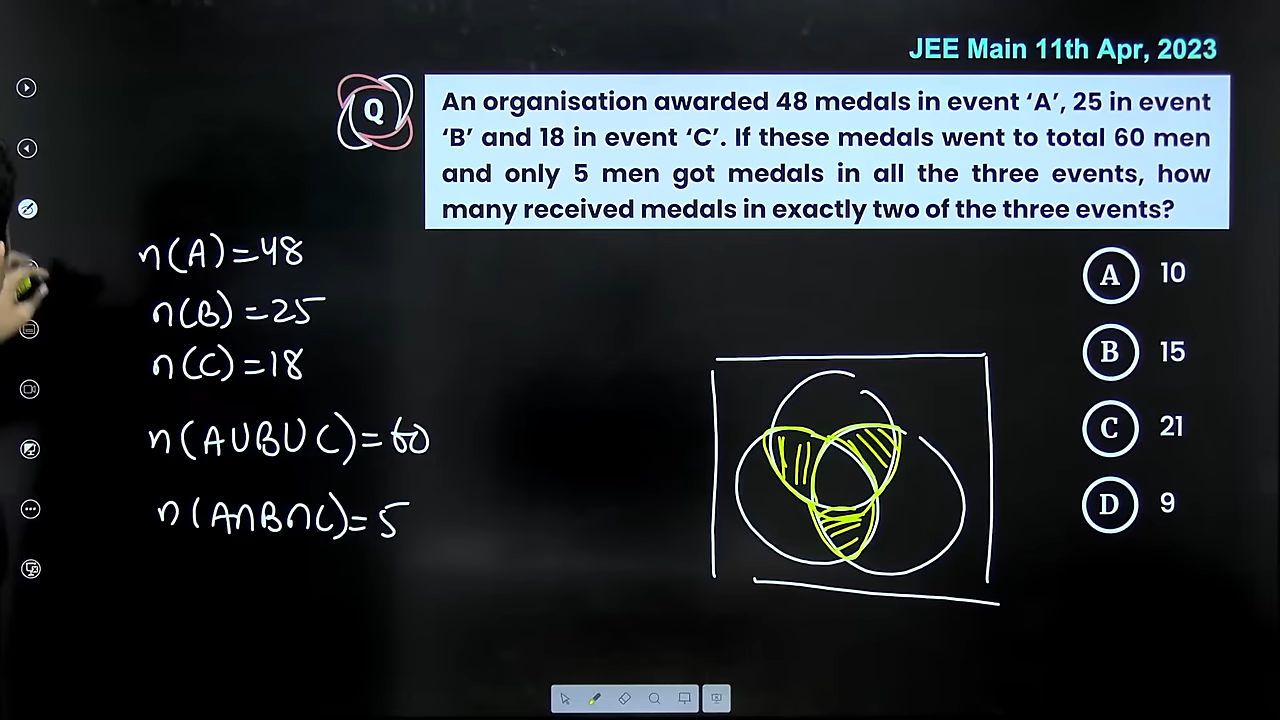 JEE Main 11th Apr, 2023
Q
An organisation awarded 48 medals in event ‘A’, 25 in event
‘B’ and 18 in event ‘C’. If these medals went to total 60 men
and only 5 men got medals in all the three events, how
many received medals in exactly two of the three events?
n(A)=48
n(B)=25
n(C)=18
n(A∪B∪C)=60
n(A∩B∩C)=5
A 10
B 15
C 21
D 9